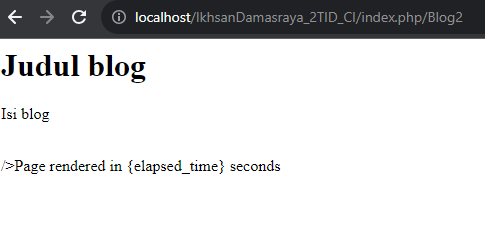 localhost/IkhsanDamasraya_2TID_CI/index.php/Blog2
Judul blog
Isi blog
/>Page rendered in {elapsed_time} seconds